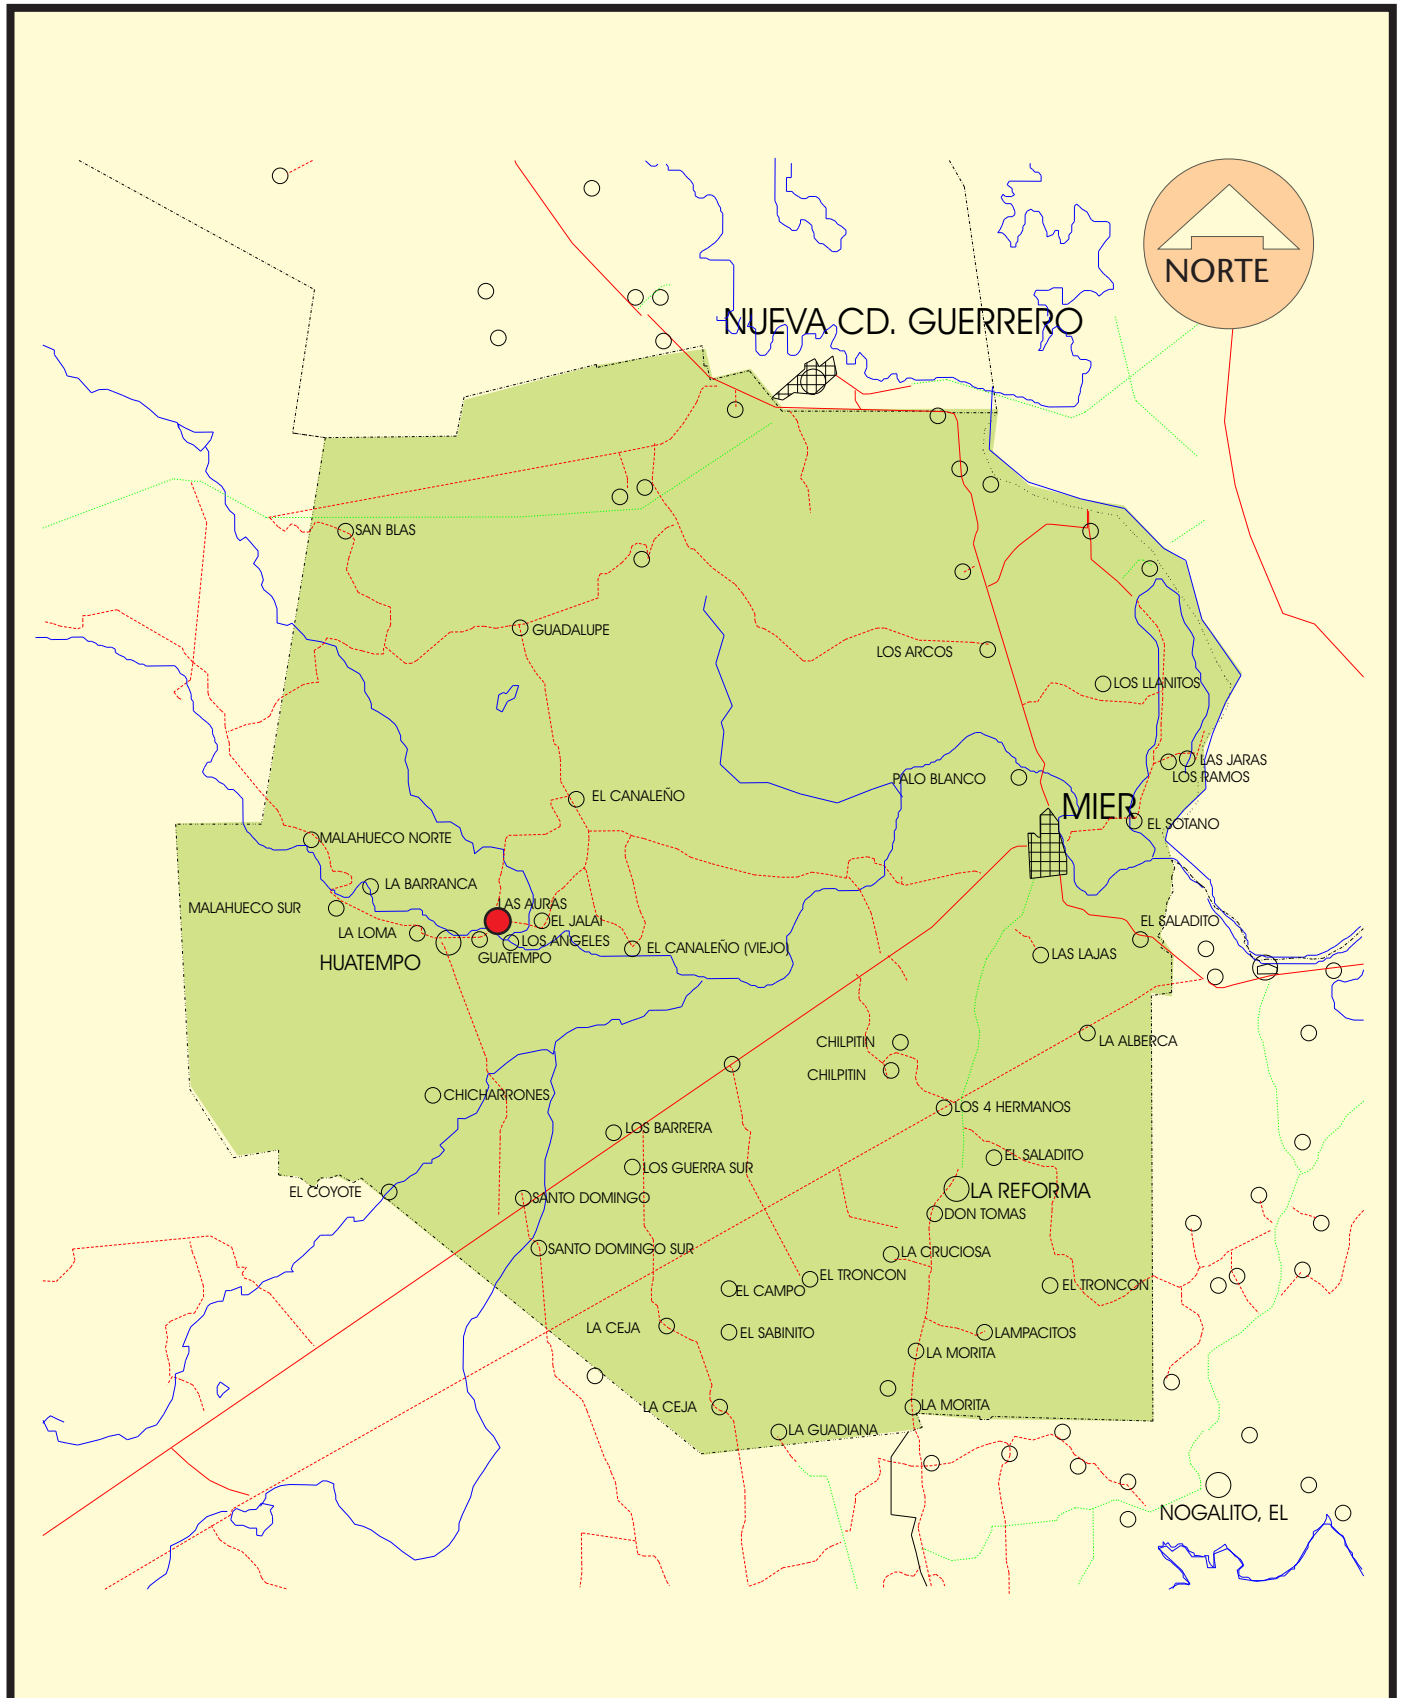 NORTE
NUEVA CD. GUERRERO
SAN BLAS
GUADALUPE
LOS ARCOS
LOS LLANITOS
LAS JARAS
LOS RAMOS
PALO BLANCO
EL CANALEÑO
MIER
EL SOTANO
MALAHUECO NORTE
LA BARRANCA
MALAHUECO SUR
LAS AURAS
EL JALAI
LA LOMA
LOS ANGELES
GUATEMPO
HUATEMPO
EL CANALEÑO (VIEJO)
EL SALADITO
LAS LAJAS
CHILPITIN
LA ALBERCA
CHILPITIN
CHICHARRONES
LOS 4 HERMANOS
LOS BARRERA
EL SALADITO
LOS GUERRA SUR
EL COYOTE
SANTO DOMINGO
LA REFORMA
DON TOMAS
SANTO DOMINGO SUR
LA CRUCIOSA
EL TRONCON
EL CAMPO
EL TRONCON
LA CEJA
EL SABINITO
LAMPACITOS
LA MORITA
LA CEJA
LA MORITA
LA GUADIANA
NOGALITO, EL